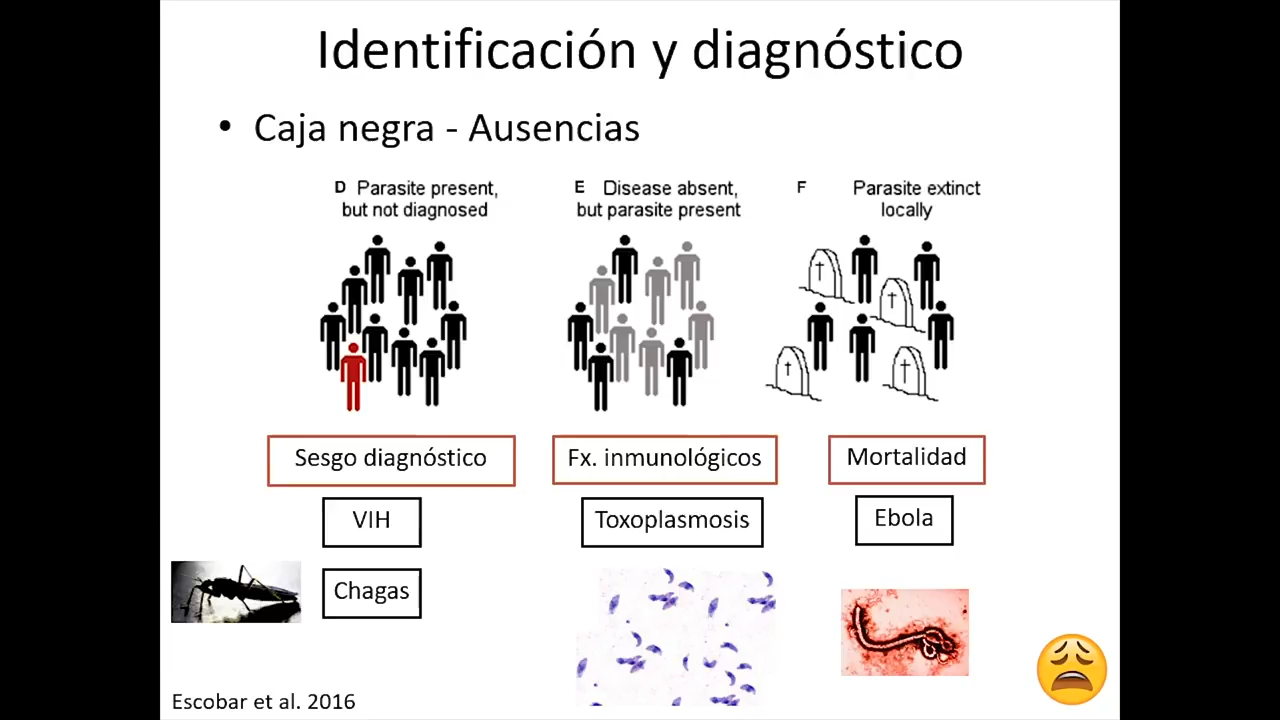 Identificación y diagnóstico
• Caja negra - Ausencias
D Parasite present,
but not diagnosed
E Disease absent,
but parasite present
F Parasite extinct
locally
Sesgo diagnóstico
Fx. inmunológicos
Mortalidad
VIH
Toxoplasmosis
Ebola
Chagas
Escobar et al. 2016